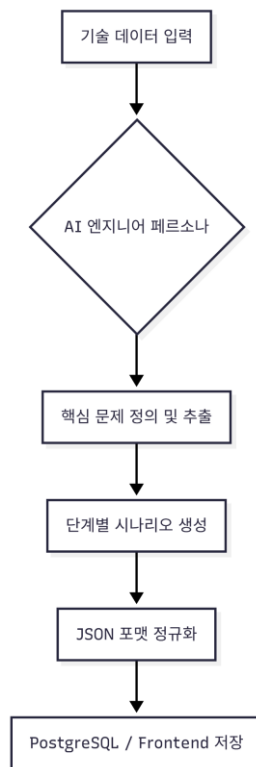 기술 데이터 입력
AI 엔지니어 페르소나
핵심 문제 정의 및 추출
단계별 시나리오 생성
JSON 포맷 정규화
PostgreSQL / Frontend 저장